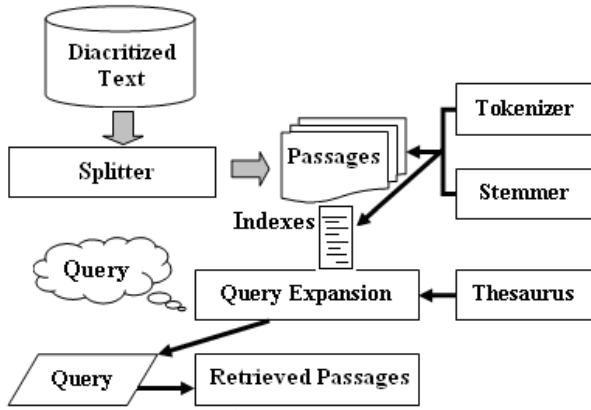 Diacritized
Text
Tokenizer
Splitter
Passages
Stemmer
Indexes
Query
Query Expansion
Thesaurus
Query
Retrieved Passages